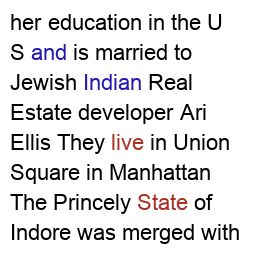 her education in the U
S and is married to
Jewish Indian Real
Estate developer Ari
Ellis They live in Union
Square in Manhattan
The Princely State of
Indore was merged with